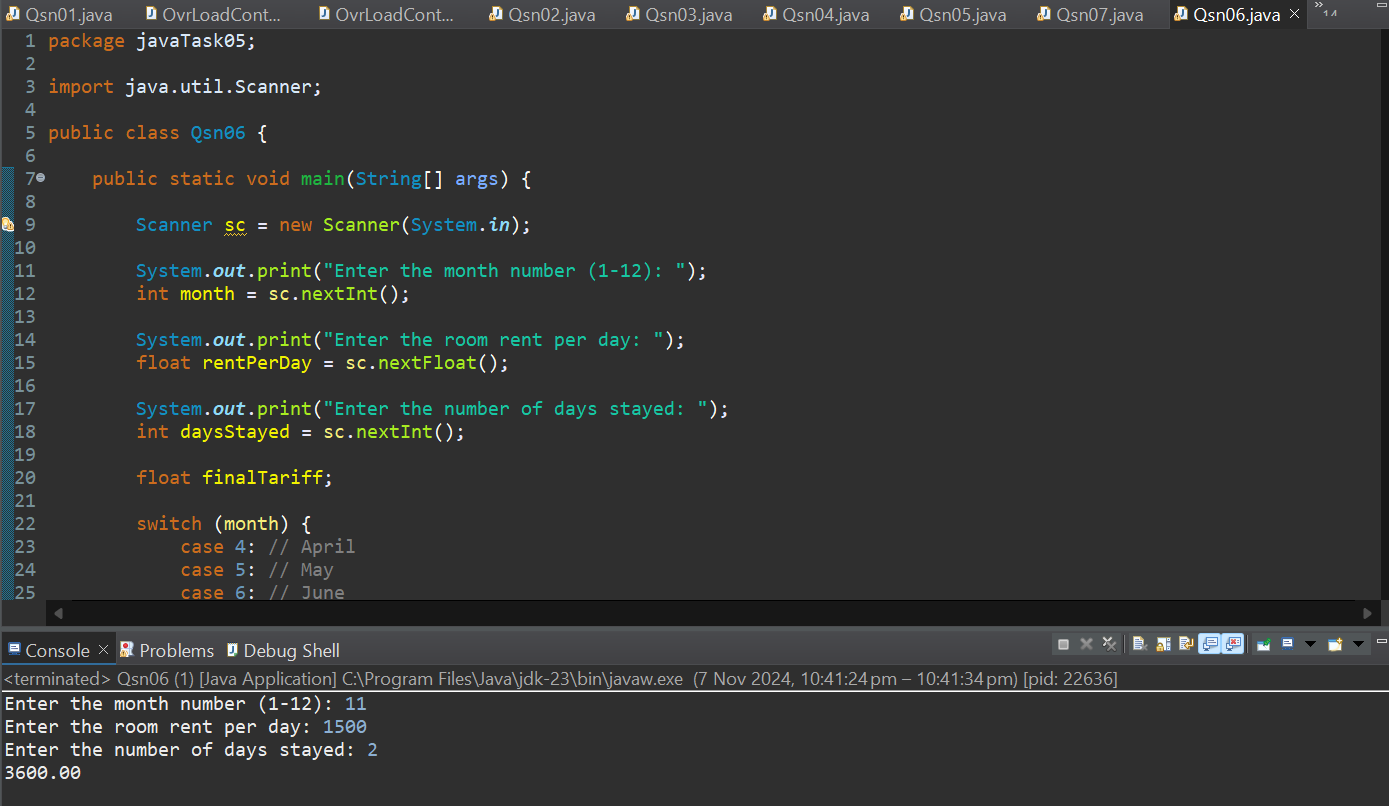 Qsn01.java OvrLoadCont... OvrLoadCont... Qsn02.java Qsn03.java Qsn04.java Qsn05.java Qsn07.java Qsn06.java × »14
1 package javaTask05;
2
3 import java.util.Scanner;
4
5 public class Qsn06 {
6
7 public static void main(String[] args) {
8
9 Scanner sc = new Scanner(System.in);
10
11 System.out.print("Enter the month number (1-12): ");
12 int month = sc.nextInt();
13
14 System.out.print("Enter the room rent per day: ");
15 float rentPerDay = sc.nextFloat();
16
17 System.out.print("Enter the number of days stayed: ");
18 int daysStayed = sc.nextInt();
19
20 float finalTariff;
21
22 switch (month) {
23 case 4: // April
24 case 5: // May
25 case 6: // June
Console × Problems Debug Shell
<terminated> Qsn06 (1) [Java Application] C:\Program Files\Java\jdk-23\bin\javaw.exe (7 Nov 2024, 10:41:24 pm – 10:41:34 pm) [pid: 22636]
Enter the month number (1-12): 11
Enter the room rent per day: 1500
Enter the number of days stayed: 2
3600.00